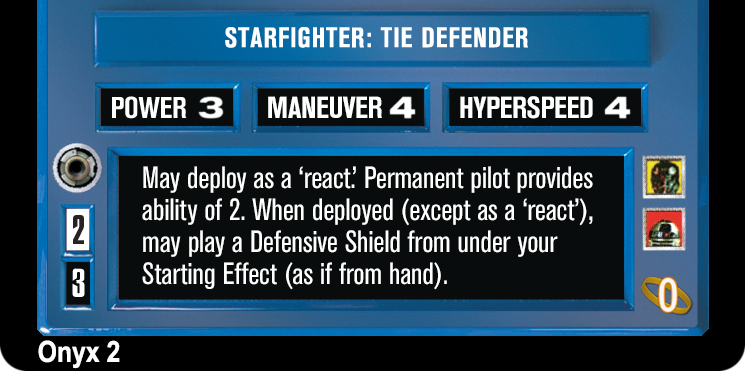 STARFIGHTER: TIE DEFENDER
POWER 3
MANEUVER 4
HYPERSPEED 4
May deploy as a ‘react.’ Permanent pilot provides
ability of 2. When deployed (except as a ‘react’),
may play a Defensive Shield from under your
Starting Effect (as if from hand).
2
3
0
Onyx 2